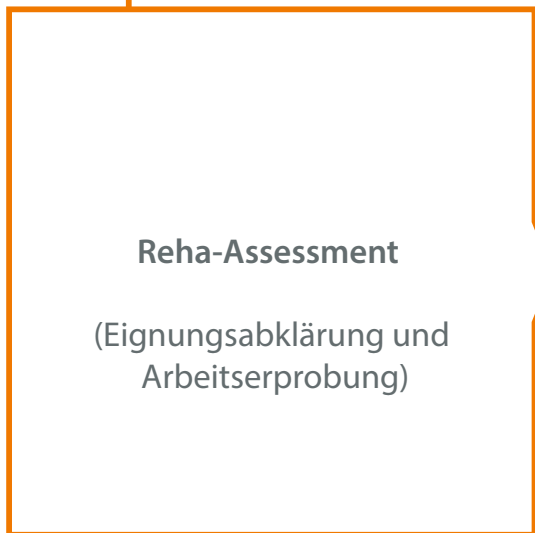 Reha-Assessment
(Eignungsabklärung und
Arbeitserprobung)